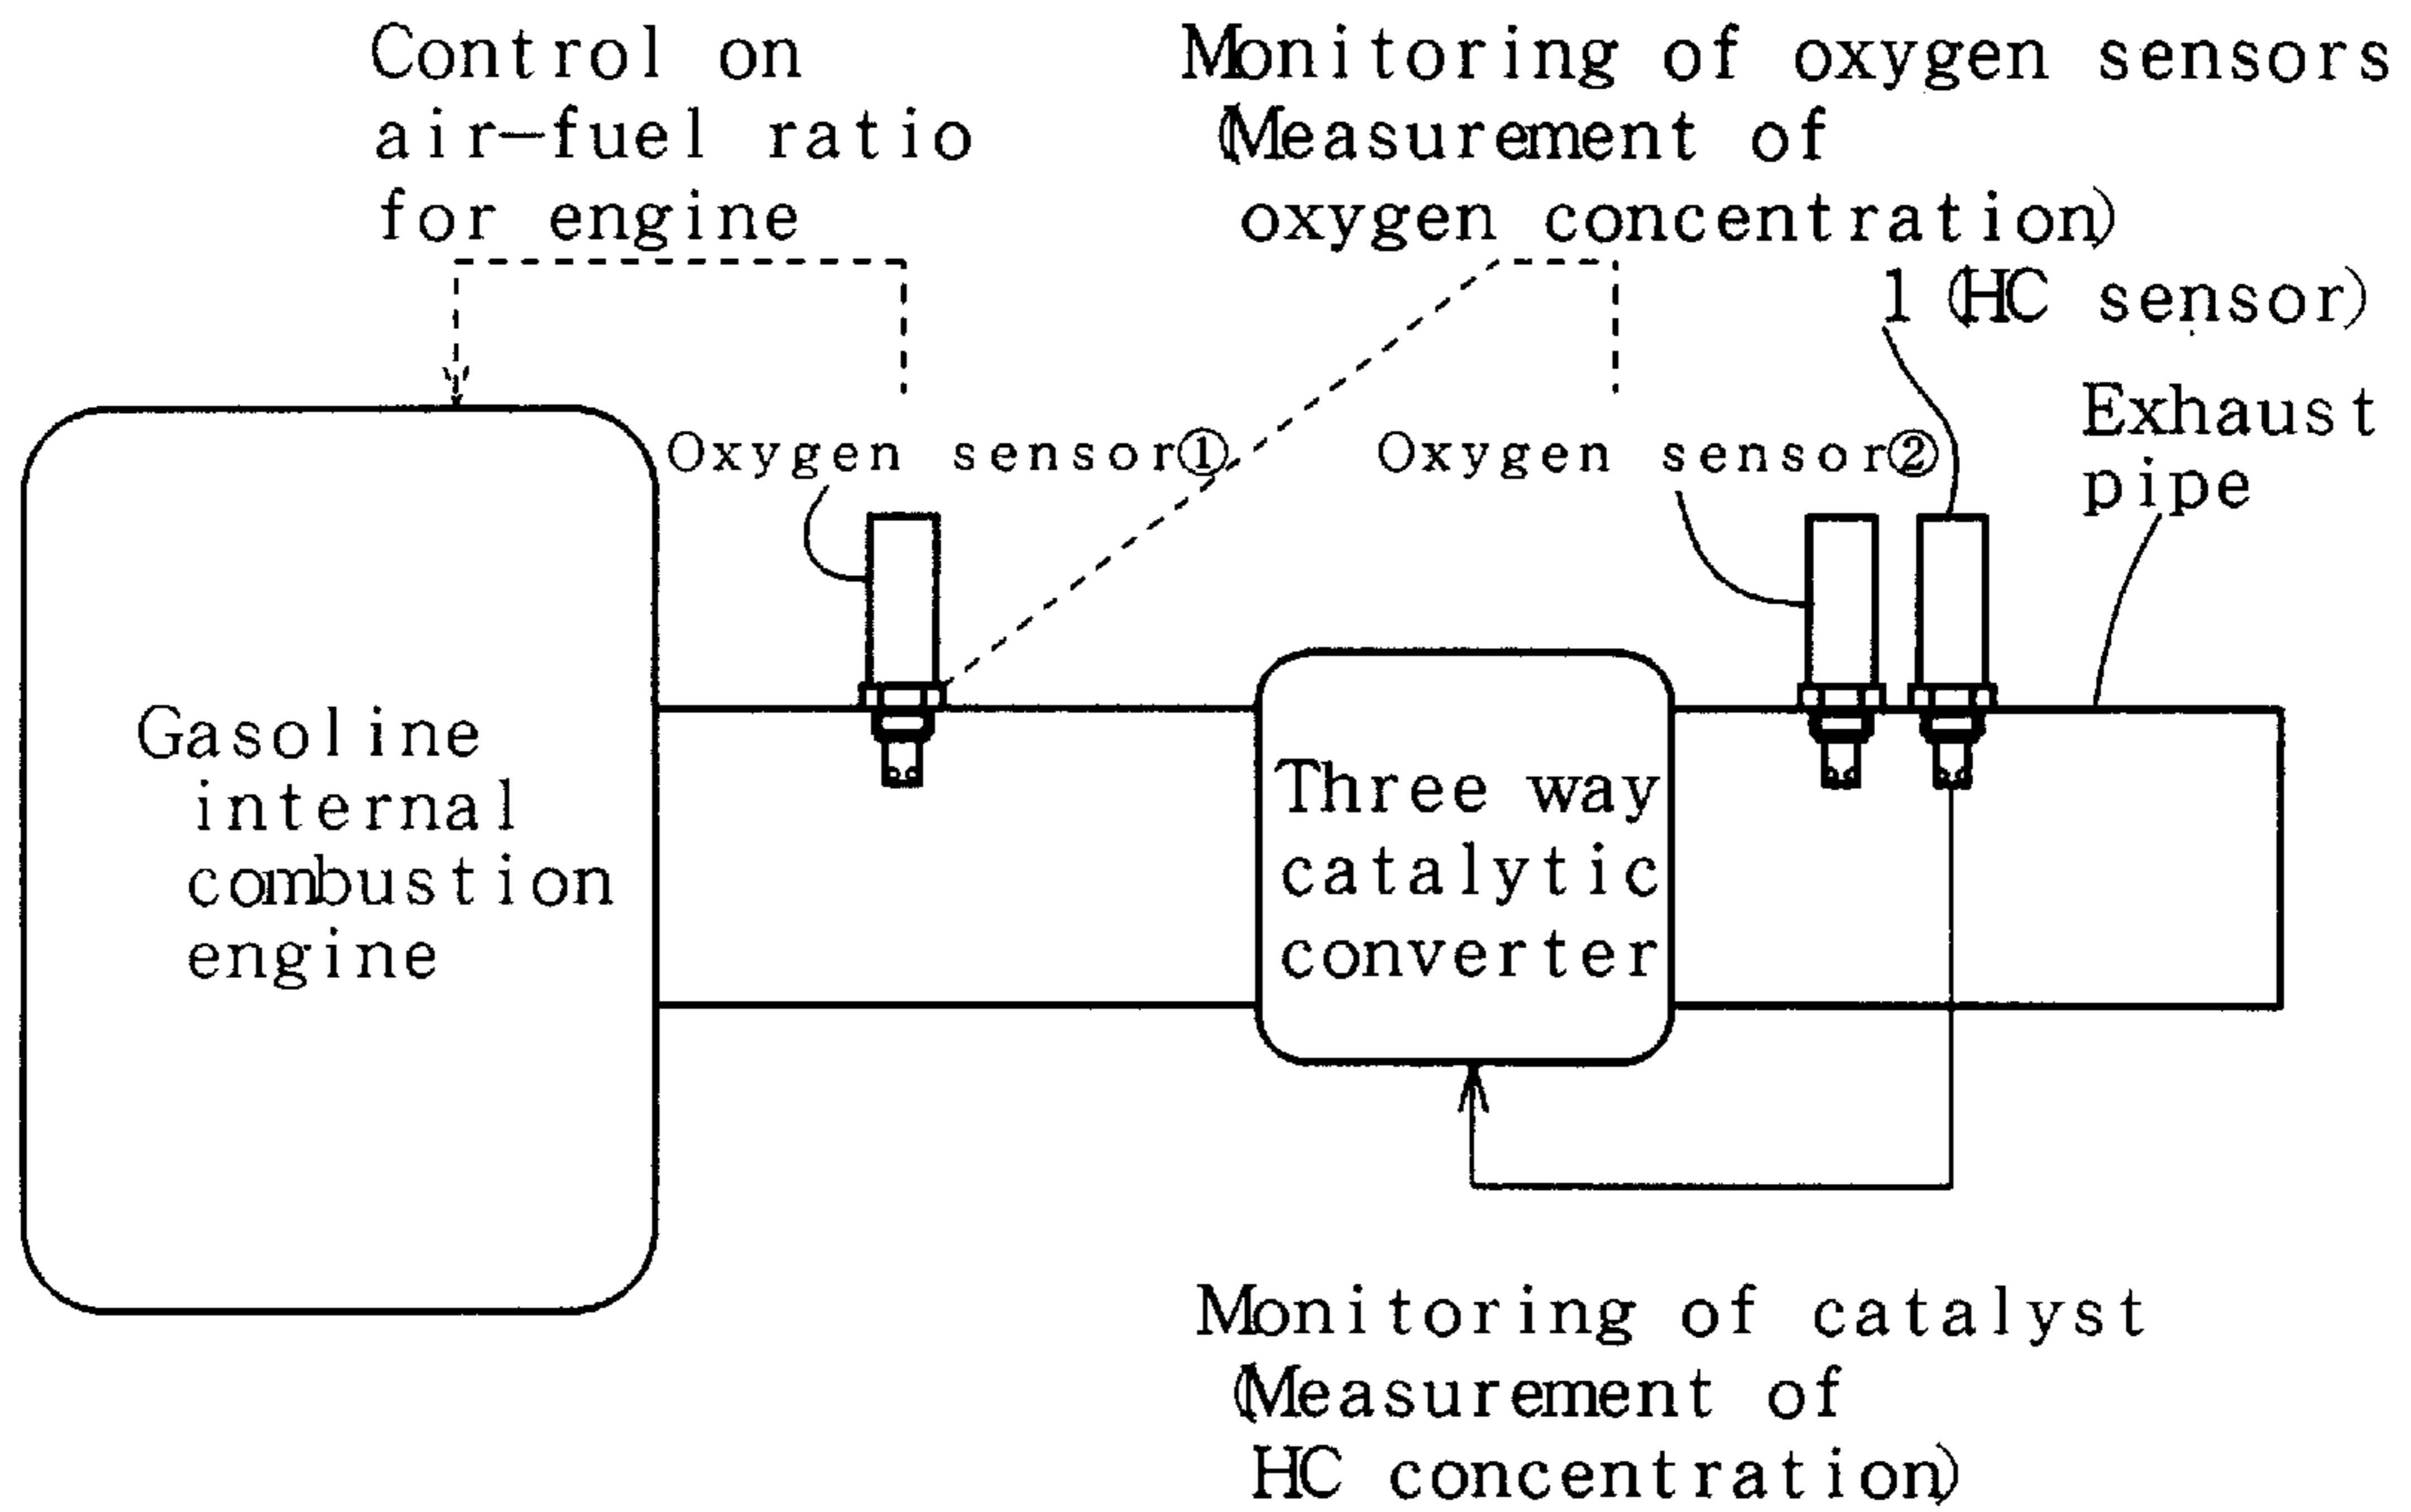 Control on
air-fuel ratio
for engine
Monitoring of oxygen sensors
(Measurement of
oxygen concentration)
1 (HC sensor)
Exhaust
pipe
Oxygen sensor①
Oxygen sensor②
Gasoline
internal
combustion
engine
Three way
catalytic
converter
Monitoring of catalyst
(Measurement of
HC concentration)